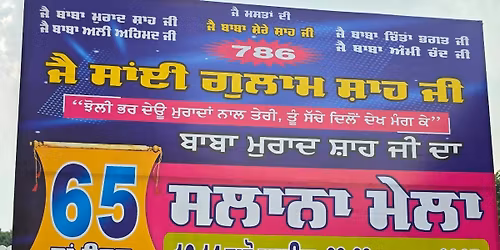 ਜੈ ਮਸਤਾਂ ਦੀ
ਜੈ ਬਾਬਾ ਮੁਰਾਦ ਸ਼ਾਹ ਜੀ
ਜੈ ਬਾਬਾ ਸ਼ੇਰੇ ਸ਼ਾਹ ਜੀ
ਜੈ ਬਾਬਾ ਚਿੰਤਾ ਭਗਤ ਜੀ
ਜੈ ਬਾਬਾ ਅਲੀ ਅਹਿਮਦ ਜੀ
786
ਜੈ ਬਾਬਾ ਅੰਮੀ ਚੰਦ ਜੀ
ਜੈ ਸਾਂਈ ਗੁਲਾਮ ਸ਼ਾਹ ਜੀ
“ਝੋਲੀ ਭਰ ਦੇਊ ਮੁਰਾਦਾਂ ਨਾਲ ਤੇਰੀ, ਤੂੰ ਸੱਚੇ ਦਿਲੋਂ ਦੇਖ ਮੰਗ ਕੇ”
ਬਾਬਾ ਮੁਰਾਦ ਸ਼ਾਹ ਜੀ ਦਾ
65
ਸਲਾਨਾ ਮੇਲਾ